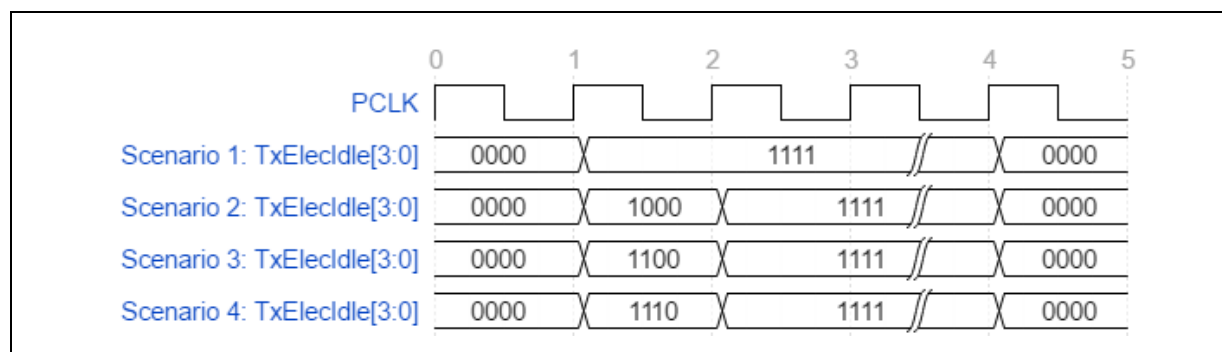 0 1 2 3 4 5
PCLK
Scenario 1: TxElecIdle[3:0] 0000 1111 0000
Scenario 2: TxElecIdle[3:0] 0000 1000 1111 0000
Scenario 3: TxElecIdle[3:0] 0000 1100 1111 0000
Scenario 4: TxElecIdle[3:0] 0000 1110 1111 0000